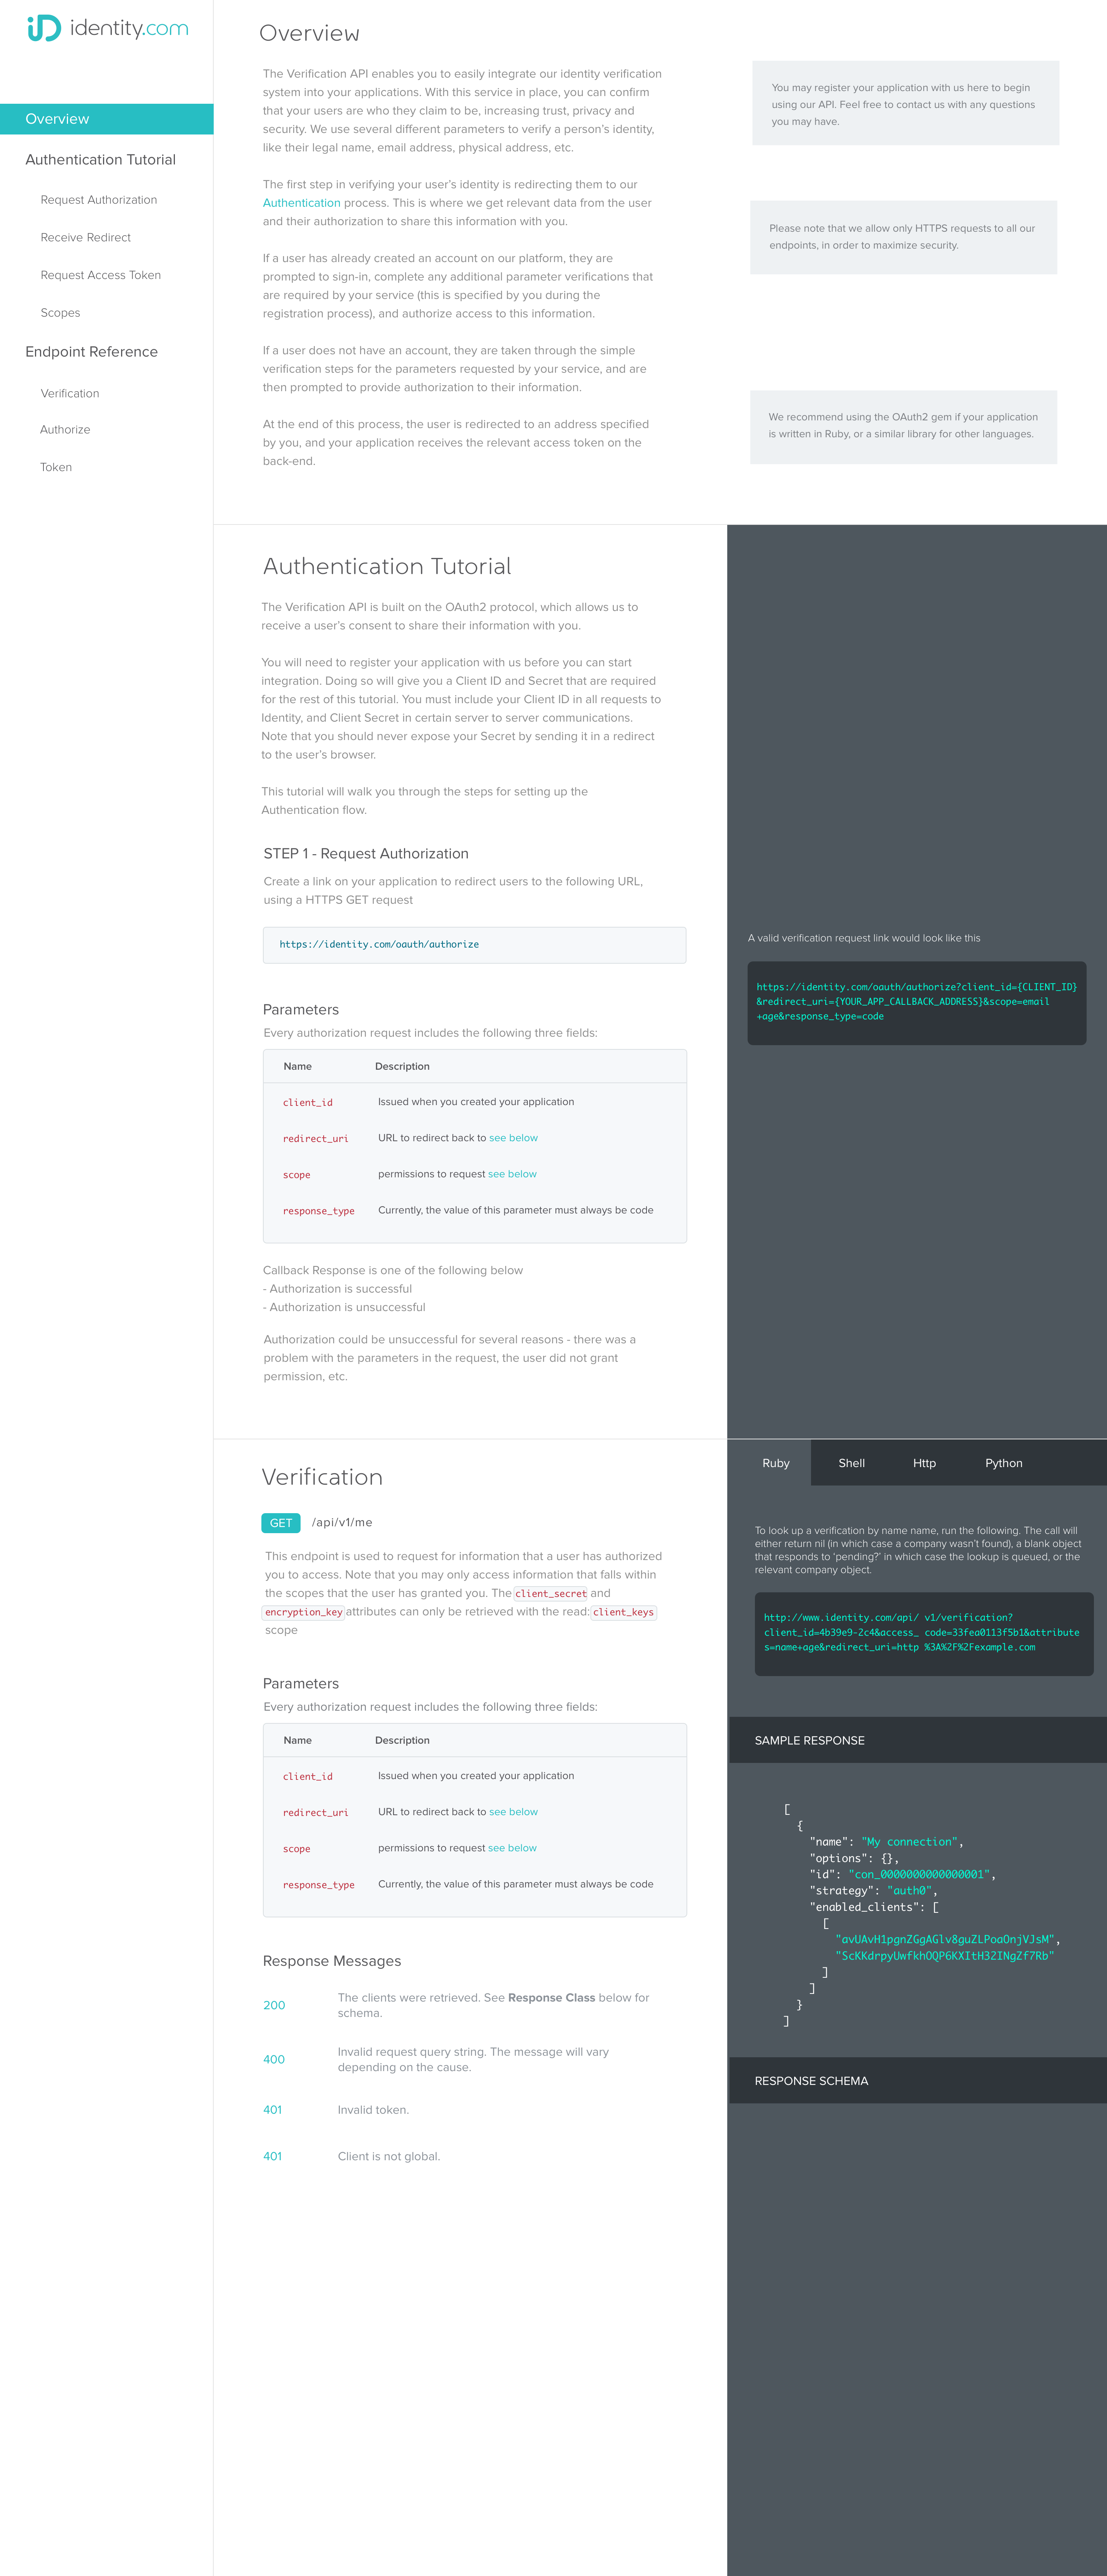 iD identity.com
Overview
Authentication Tutorial
Request Authorization
Receive Redirect
Request Access Token
Scopes
Endpoint Reference
Verification
Authorize
Token
Overview
The Verification API enables you to easily integrate our identity verification
system into your applications. With this service in place, you can confirm
that your users are who they claim to be, increasing trust, privacy and
security. We use several different parameters to verify a person's identity,
like their legal name, email address, physical address, etc.
The first step in verifying your user's identity is redirecting them to our
Authentication process. This is where we get relevant data from the user
and their authorization to share this information with you.
If a user has already created an account on our platform, they are
prompted to sign-in, complete any additional parameter verifications that
are required by your service (this is specified by you during the
registration process), and authorize access to this information.
If a user does not have an account, they are taken through the simple
verification steps for the parameters requested by your service, and are
then prompted to provide authorization to their information.
At the end of this process, the user is redirected to an address specified
by you, and your application receives the relevant access token on the
back-end.
You may register your application with us here to begin
using our API. Feel free to contact us with any questions
you may have.
Please note that we allow only HTTPS requests to all our
endpoints, in order to maximize security.
We recommend using the OAuth2 gem if your application
is written in Ruby, or a similar library for other languages.
Authentication Tutorial
The Verification API is built on the OAuth2 protocol, which allows us to
receive a user's consent to share their information with you.
You will need to register your application with us before you can start
integration. Doing so will give you a Client ID and Secret that are required
for the rest of this tutorial. You must include your Client ID in all requests to
Identity, and Client Secret in certain server to server communications.
Note that you should never expose your Secret by sending it in a redirect
to the user's browser.
This tutorial will walk you through the steps for setting up the
Authentication flow.
STEP 1 - Request Authorization
Create a link on your application to redirect users to the following URL,
using a HTTPS GET request
https://identity.com/oauth/authorize
Parameters
Every authorization request includes the following three fields:
Name Description
client_id Issued when you created your application
redirect_uri URL to redirect back to see below
scope permissions to request see below
response_type Currently, the value of this parameter must always be code
Callback Response is one of the following below
- Authorization is successful
- Authorization is unsuccessful
Authorization could be unsuccessful for several reasons - there was a
problem with the parameters in the request, the user did not grant
permission, etc.
A valid verification request link would look like this
https://identity.com/oauth/authorize?client_id={CLIENT_ID}
&redirect_uri={YOUR_APP_CALLBACK_ADDRESS}&scope=email
+age&response_type=code
Verification
GET /api/v1/me
This endpoint is used to request for information that a user has authorized
you to access. Note that you may only access information that falls within
the scopes that the user has granted you. The client_secret and
encryption_key attributes can only be retrieved with the read: client_keys
scope
Parameters
Every authorization request includes the following three fields:
Name Description
client_id Issued when you created your application
redirect_uri URL to redirect back to see below
scope permissions to request see below
response_type Currently, the value of this parameter must always be code
Response Messages
200 The clients were retrieved. See Response Class below for
schema.
400 Invalid request query string. The message will vary
depending on the cause.
401 Invalid token.
401 Client is not global.
Ruby Shell Http Python
To look up a verification by name name, run the following. The call will
either return nil (in which case a company wasn't found), a blank object
that responds to 'pending?' in which case the lookup is queued, or the
relevant company object.
http://www.identity.com/api/ v1/verification?
client_id=4b39e9-2c4&access_ code=33fea0113f5b1&attribute
s=name+age&redirect_uri=http %3A%2F%2Fexample.com
SAMPLE RESPONSE
[
{
"name": "My connection",
"options": {},
"id": "con_0000000000000001",
"strategy": "auth0",
"enabled_clients": [
[
"avUAvH1pgnZGgAGlv8guZLPoaOnjVJsM",
"ScKKdrpyUwfkhOQP6KXItH32INgZf7Rb"
]
]
}
]
RESPONSE SCHEMA